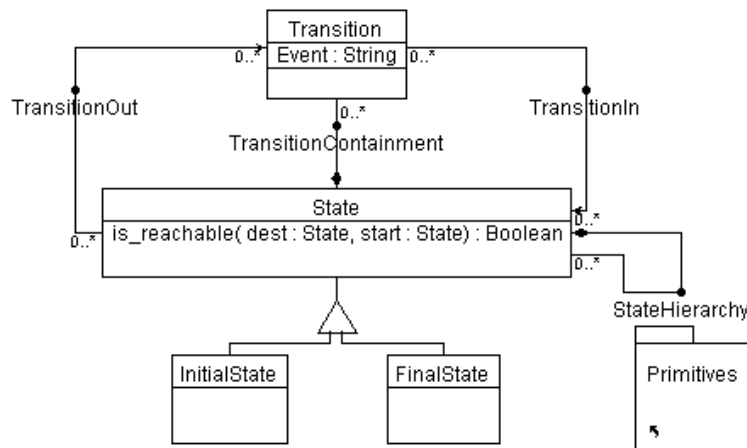 Transition
Event : String
0..*
0..*
0..*
TransitionOut
TransitionIn
TransitionContainment
State
is_reachable( dest : State, start : State) : Boolean
0..*
0..*
0..*
StateHierarchy
InitialState
FinalState
Primitives